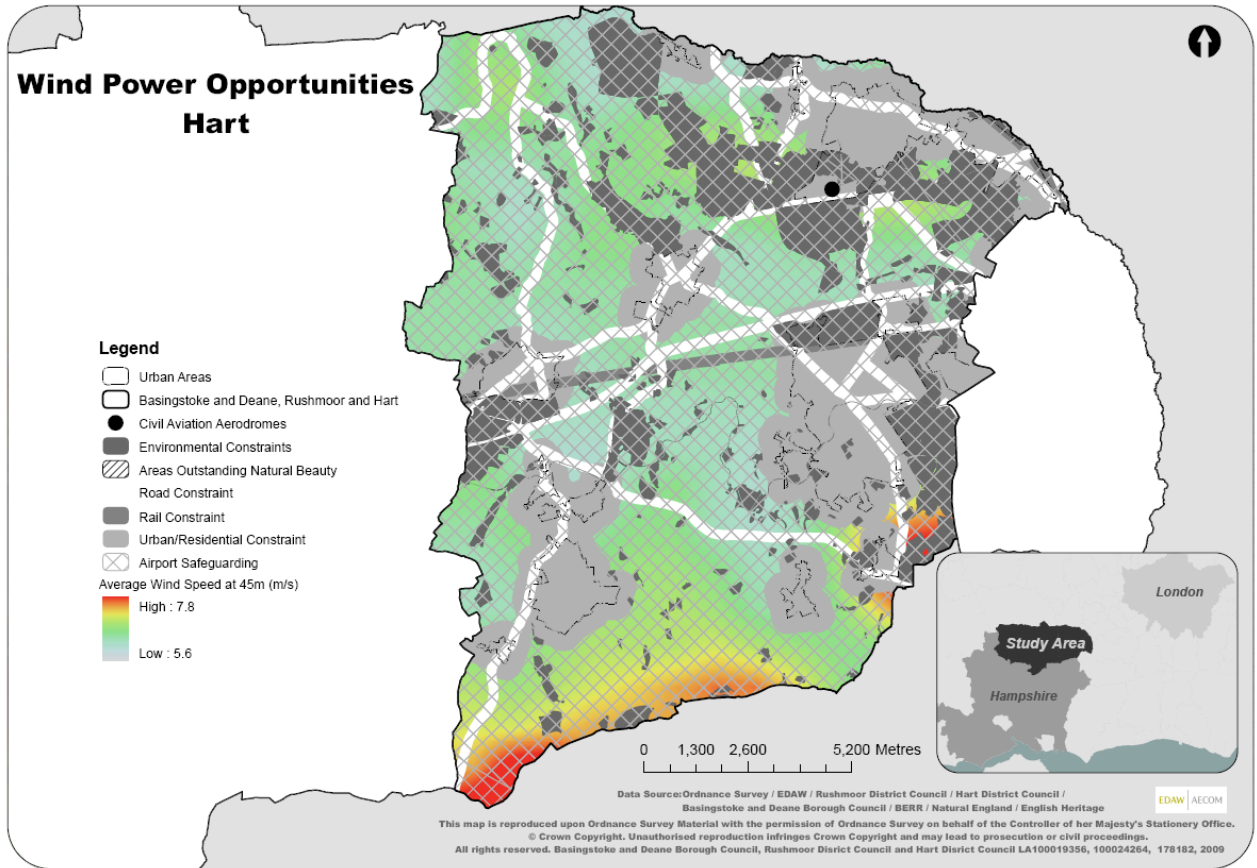 Wind Power Opportunities
Hart
Legend
Urban Areas
Basingstoke and Deane, Rushmoor and Hart
Civil Aviation Aerodromes
Environmental Constraints
Areas Outstanding Natural Beauty
Road Constraint
Rail Constraint
Urban/Residential Constraint
Airport Safeguarding
Average Wind Speed at 45m (m/s)
High : 7.8
Low : 5.6
London
Study Area
Hampshire
0 1,300 2,600 5,200 Metres
Data Source:Ordnance Survey / EDAW / Rushmoor District Council / Hart District Council /
Basingstoke and Deane Borough Council / BERR / Natural England / English Heritage
EDAW | AECOM
This map is reproduced upon Ordnance Survey Material with the permission of Ordnance Survey on behalf of the Controller of her Majesty's Stationery Office.
© Crown Copyright. Unauthorised reproduction infringes Crown Copyright and may lead to prosecution or civil proceedings.
All rights reserved. Basingstoke and Deane Borough Council, Rushmoor Disrict Council and Hart Disrict Council LA100019356, 100024264, 178182, 2009